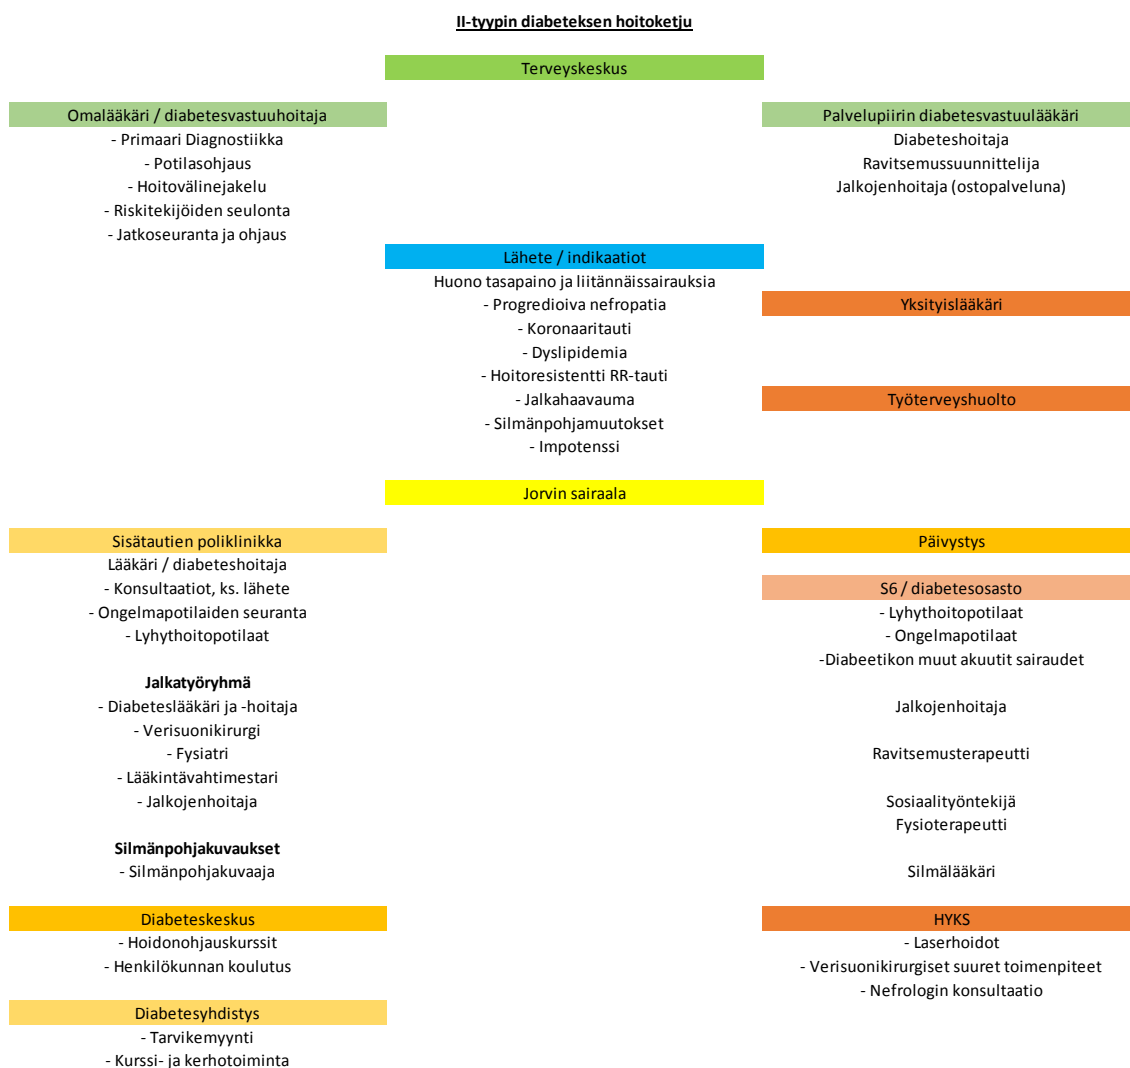 II-tyypin diabeteksen hoitoketju
Terveyskeskus
Omalääkäri / diabetesvastuuhoitaja
- Primaari Diagnostiikka
- Potilasohjaus
- Hoitovälinejakelu
- Riskitekijöiden seulonta
- Jatkoseuranta ja ohjaus
Palvelupiirin diabetesvastuulääkäri
Diabeteshoitaja
Ravitsemussuunnittelija
Jalkojenhoitaja (ostopalveluna)
Lähete / indikaatiot
Huono tasapaino ja liitännäissairauksia
- Progredioiva nefropatia
- Koronaaritauti
- Dyslipidemia
- Hoitoresistentti RR-tauti
- Jalkahaavauma
- Silmänpohjamuutokset
- Impotenssi
Yksityislääkäri
Työterveyshuolto
Jorvin sairaala
Sisätautien poliklinikka
Lääkäri / diabeteshoitaja
- Konsultaatiot, ks. lähete
- Ongelmapotilaiden seuranta
- Lyhythoitopotilaat
Jalkatyöryhmä
- Diabeteslääkäri ja -hoitaja
- Verisuonikirurgi
- Fysiatri
- Lääkintävahtimestari
- Jalkojenhoitaja
Silmänpohjakuvaukset
- Silmänpohjakuvaaja
Päivystys
S6 / diabetesosasto
- Lyhythoitopotilaat
- Ongelmapotilaat
-Diabeetikon muut akuutit sairaudet
Jalkojenhoitaja
Ravitsemusterapeutti
Sosiaalityöntekijä
Fysioterapeutti
Silmälääkäri
Diabeteskeskus
- Hoidonohjauskurssit
- Henkilökunnan koulutus
HYKS
- Laserhoidot
- Verisuonikirurgiset suuret toimenpiteet
- Nefrologin konsultaatio
Diabetesyhdistys
- Tarvikemyynti
- Kurssi- ja kerhotoiminta